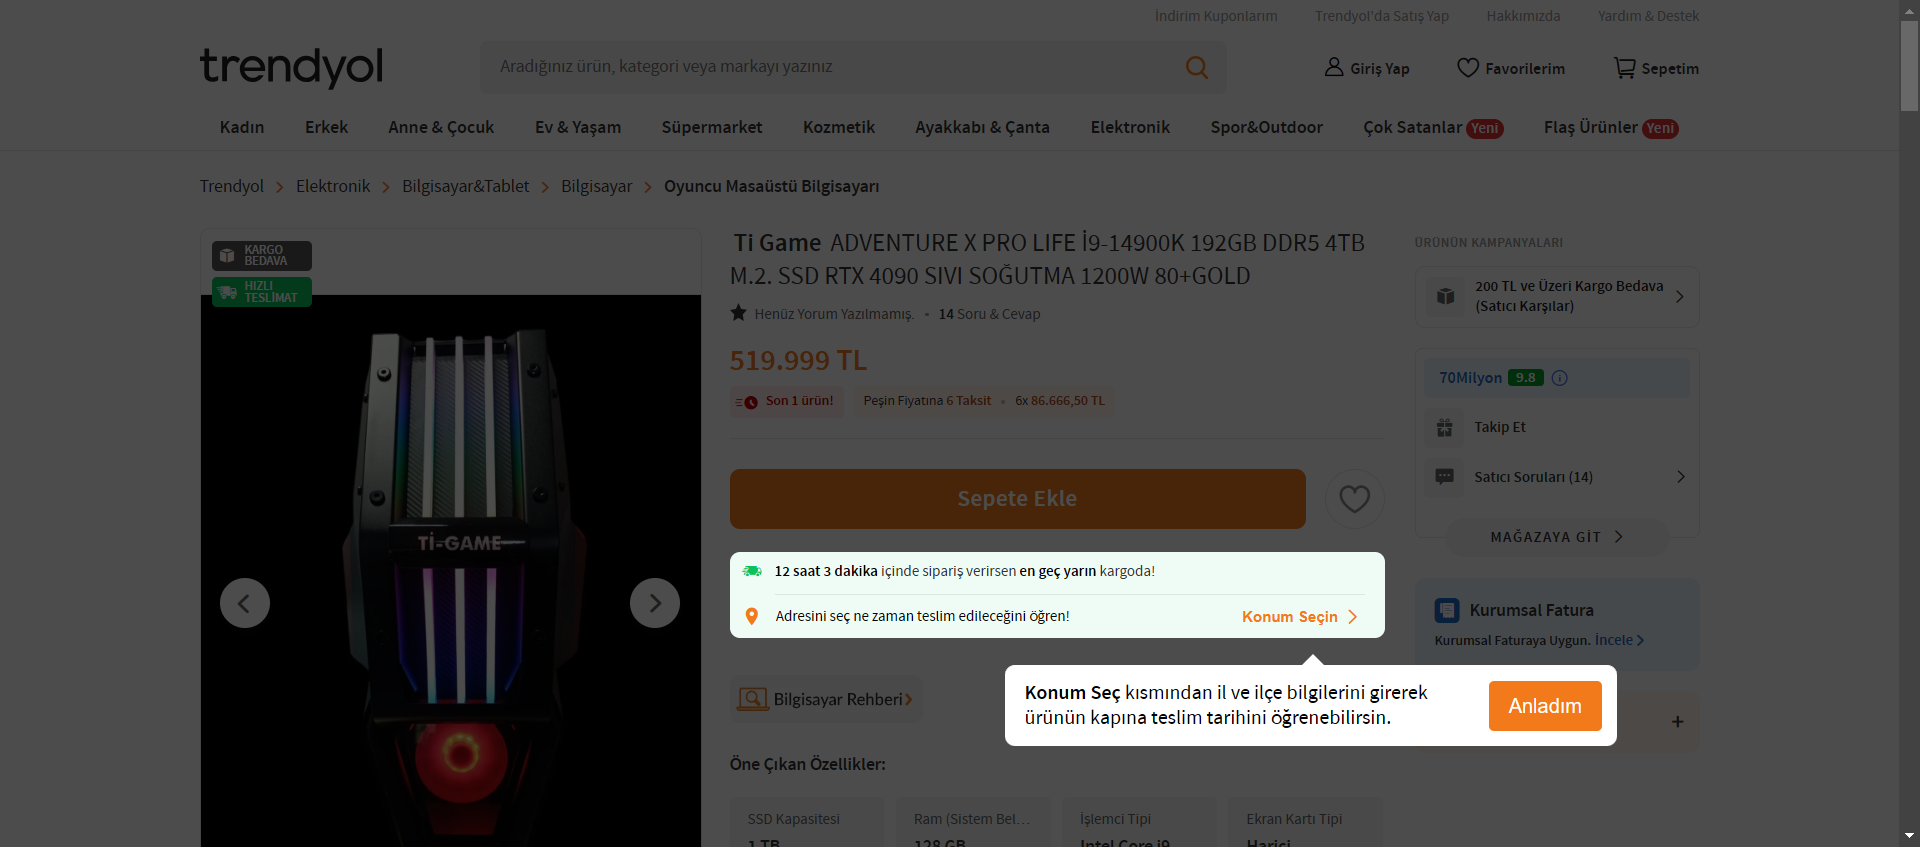 İndirim Kuponlarım Trendyol'da Satış Yap Hakkımızda Yardım & Destek
trendyol
Aradığınız ürün, kategori veya markayı yazınız
Giriş Yap Favorilerim Sepetim
Kadın Erkek Anne & Çocuk Ev & Yaşam Süpermarket Kozmetik Ayakkabı & Çanta Elektronik Spor&Outdoor Çok Satanlar Yeni Flaş Ürünler Yeni
Trendyol Elektronik Bilgisayar&Tablet Bilgisayar Oyuncu Masaüstü Bilgisayarı
KARGO
BEDAVA
HIZLI
TESLİMAT
Tİ-GAME
Ti Game ADVENTURE X PRO LIFE İ9-14900K 192GB DDR5 4TB
M.2. SSD RTX 4090 SIVI SOĞUTMA 1200W 80+GOLD
Henüz Yorum Yazılmamış. • 14 Soru & Cevap
519.999 TL
Son 1 ürün! Peşin Fiyatına 6 Taksit • 6x 86.666,50 TL
Sepete Ekle
12 saat 3 dakika içinde sipariş verirsen en geç yarın kargoda!
Adresini seç ne zaman teslim edileceğini öğren! Konum Seçin
Konum Seç kısmından il ve ilçe bilgilerini girerek
ürünün kapına teslim tarihini öğrenebilirsin.
Anladım
Bilgisayar Rehberi
Öne Çıkan Özellikler:
SSD Kapasitesi Ram (Sistem Bel... İşlemci Tipi Ekran Kartı Tipi
1 TB 128 GB Intel Core i9 Harici
ÜRÜNÜN KAMPANYALARI
200 TL ve Üzeri Kargo Bedava
(Satıcı Karşılar)
70Milyon 9.8
Takip Et
Satıcı Soruları (14)
MAĞAZAYA GİT
Kurumsal Fatura
Kurumsal Faturaya Uygun. İncele
+